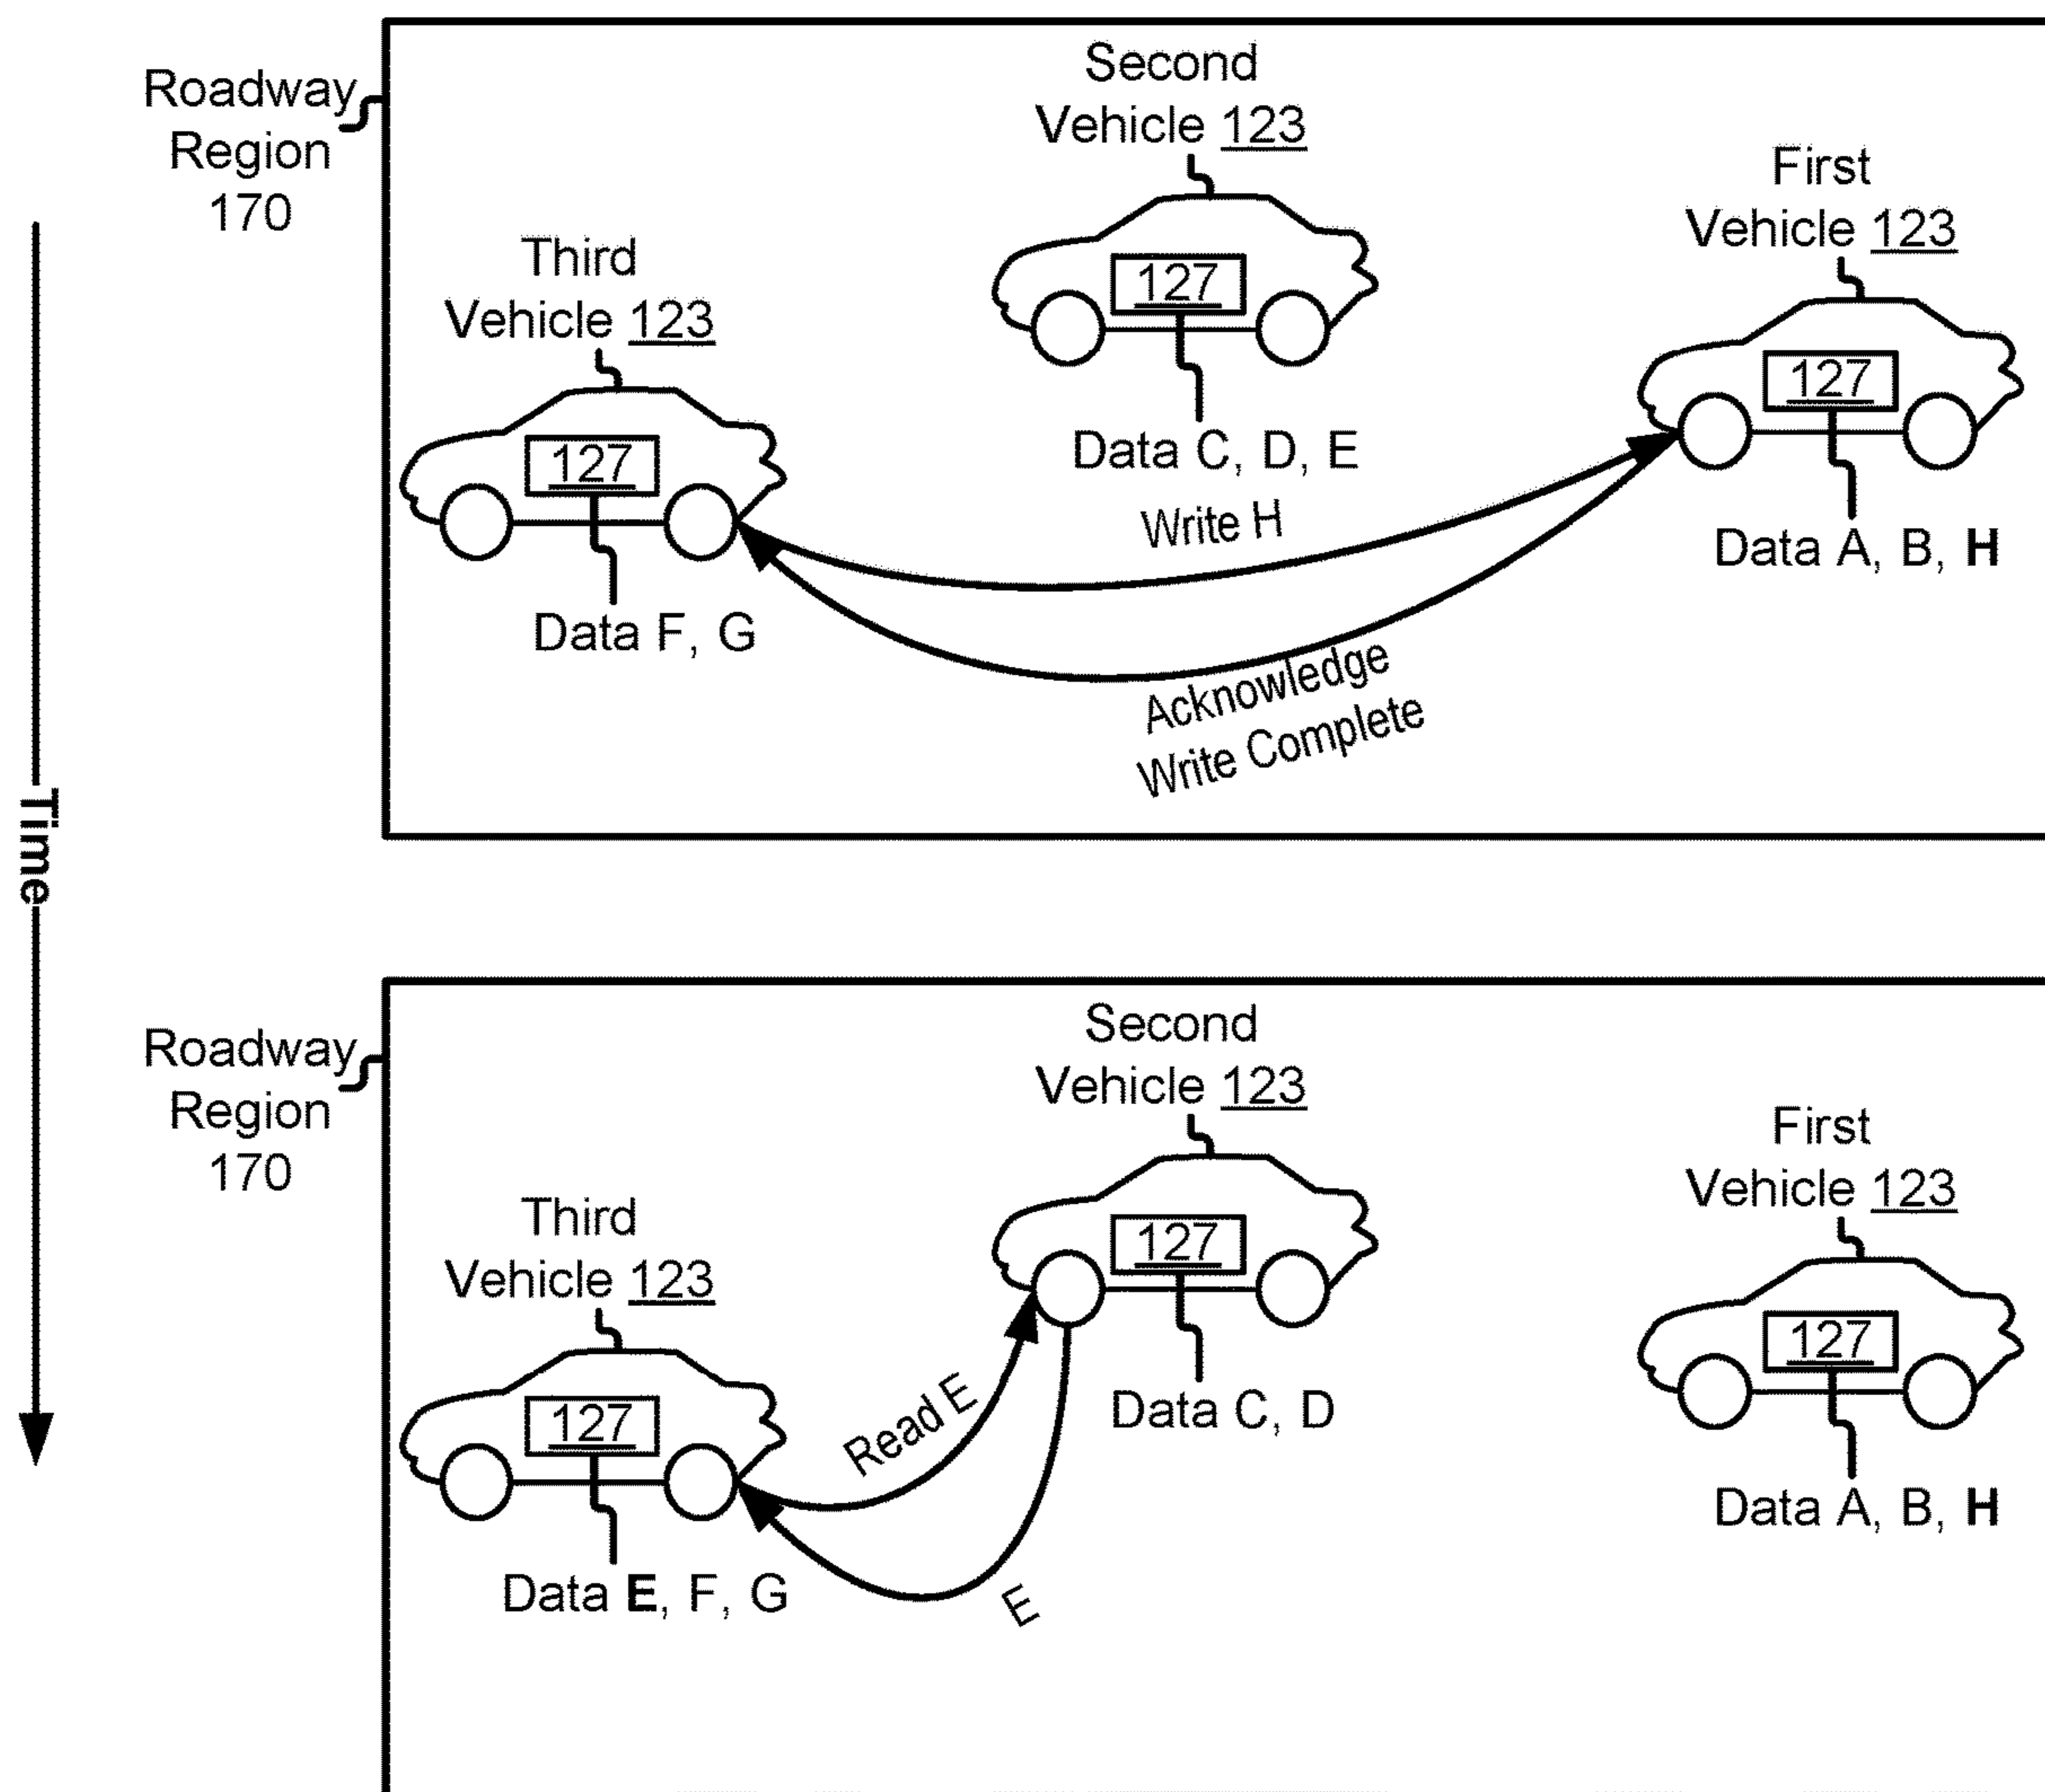 Roadway
Region
170
Second
Vehicle 123
127
Data C, D, E
First
Vehicle 123
127
Data A, B, H
Third
Vehicle 123
127
Data F, G
Write H
Acknowledge
Write Complete
Time
Roadway
Region
170
Second
Vehicle 123
127
Data C, D
First
Vehicle 123
127
Data A, B, H
Third
Vehicle 123
127
Data E, F, G
Read E
E